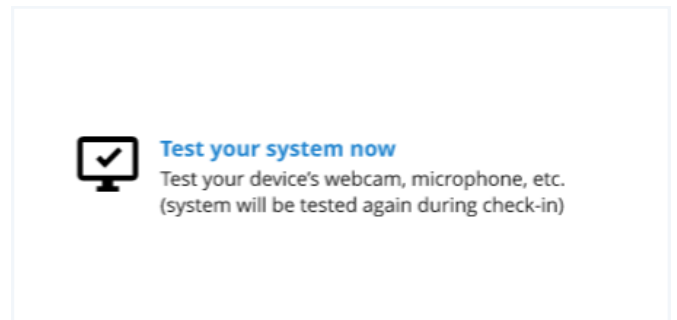 Test your system now
Test your device's webcam, microphone, etc.
(system will be tested again during check-in)